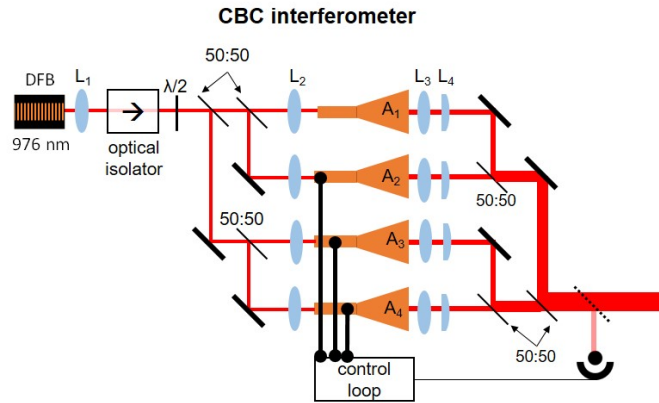 CBC interferometer
50:50
DFB
L1
λ/2
L2
L3 L4
A1
976 nm
optical
isolator
A2
50:50
50:50
A3
A4
50:50
control
loop